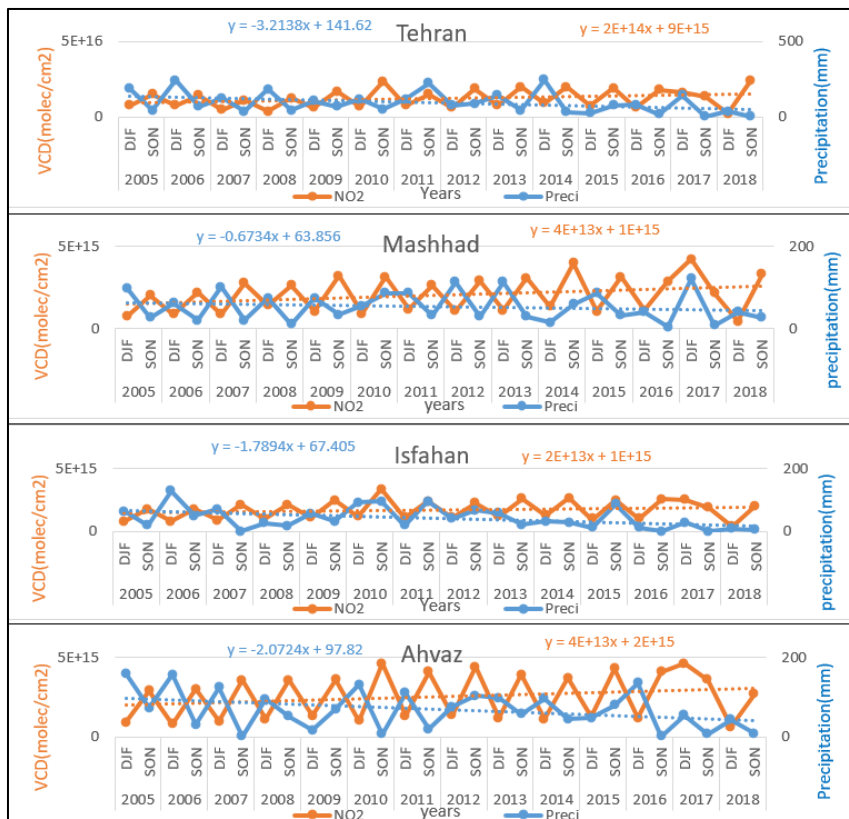 y = -3.2138x + 141.62
Tehran
y = 2E+14x + 9E+15
5E+16
500
0
0
VCD(molec/cm2)
Precipitation(mm)
DJF SON DJF SON DJF SON DJF SON DJF SON DJF SON DJF SON DJF SON DJF SON DJF SON DJF SON DJF SON DJF SON DJF SON
2005 2006 2007 2008 2009 2010 2011 2012 2013 2014 2015 2016 2017 2018
Years
NO2 Preci
y = -0.6734x + 63.856
Mashhad
y = 4E+13x + 1E+15
5E+15
200
0
0
VCD(molec/cm2)
precipitation(mm)
DJF SON DJF SON DJF SON DJF SON DJF SON DJF SON DJF SON DJF SON DJF SON DJF SON DJF SON DJF SON DJF SON DJF SON
2005 2006 2007 2008 2009 2010 2011 2012 2013 2014 2015 2016 2017 2018
years
NO2 Preci
y = -1.7894x + 67.405
Isfahan
y = 2E+13x + 1E+15
5E+15
200
0
0
VCD(molec/cm2)
precipitation(mm)
DJF SON DJF SON DJF SON DJF SON DJF SON DJF SON DJF SON DJF SON DJF SON DJF SON DJF SON DJF SON DJF SON DJF SON
2005 2006 2007 2008 2009 2010 2011 2012 2013 2014 2015 2016 2017 2018
Years
NO2 Preci
y = -2.0724x + 97.82
Ahvaz
y = 4E+13x + 2E+15
5E+15
200
0
0
VCD(molec/cm2)
Precipitation(mm)
DJF SON DJF SON DJF SON DJF SON DJF SON DJF SON DJF SON DJF SON DJF SON DJF SON DJF SON DJF SON DJF SON DJF SON
2005 2006 2007 2008 2009 2010 2011 2012 2013 2014 2015 2016 2017 2018
years
NO2 Preci